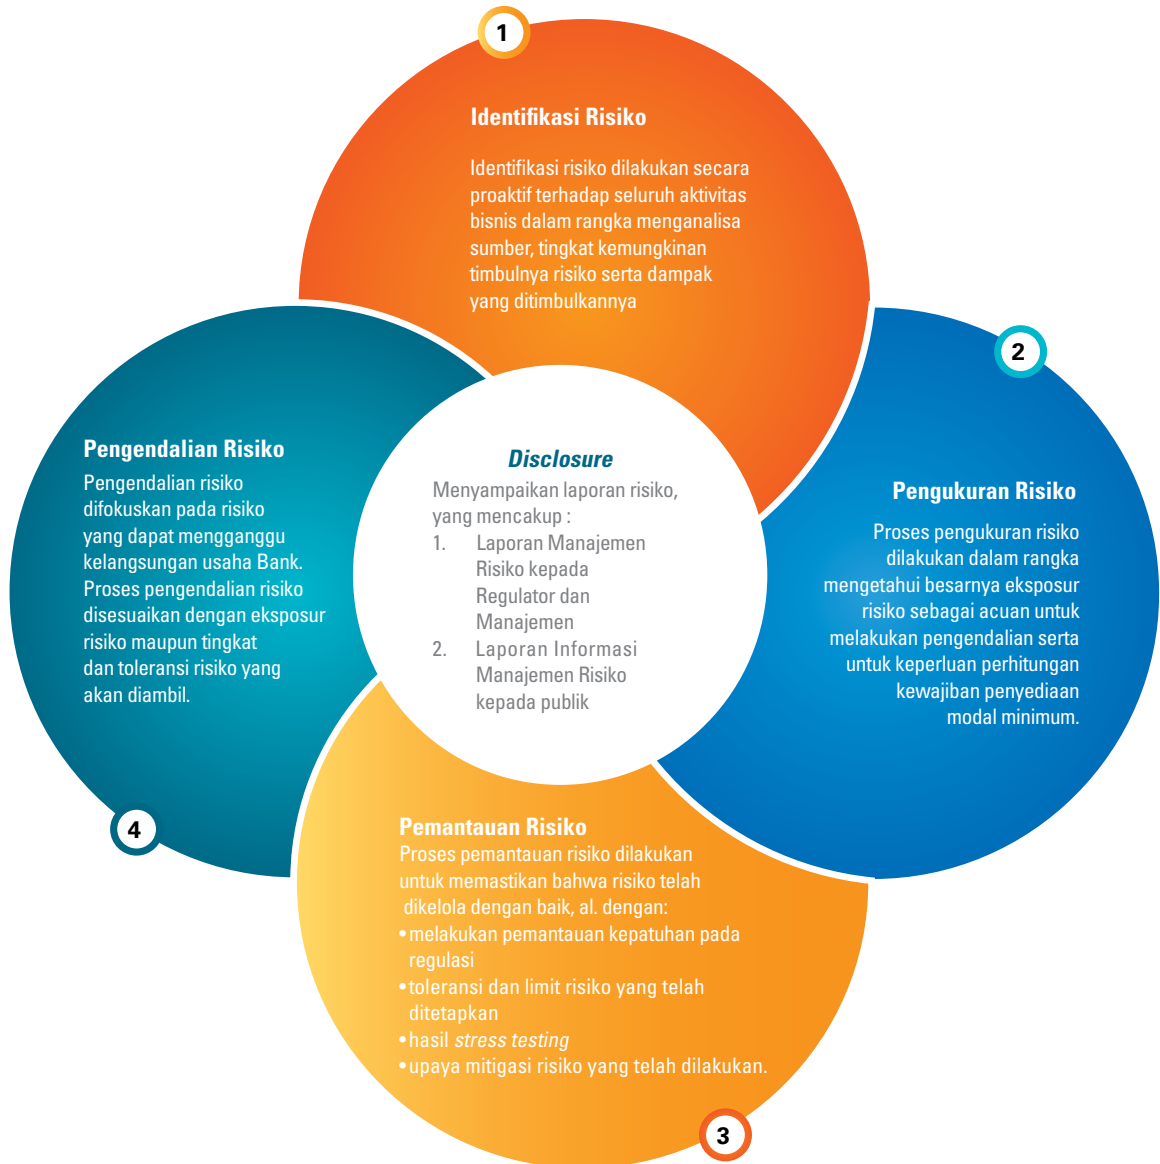 1
Identifikasi Risiko
Identifikasi risiko dilakukan secara
proaktif terhadap seluruh aktivitas
bisnis dalam rangka menganalisa
sumber, tingkat kemungkinan
timbulnya risiko serta dampak
yang ditimbulkannya
2
Pengukuran Risiko
Proses pengukuran risiko
dilakukan dalam rangka
mengetahui besarnya eksposur
risiko sebagai acuan untuk
melakukan pengendalian serta
untuk keperluan perhitungan
kewajiban penyediaan
modal minimum.
Disclosure
Menyampaikan laporan risiko,
yang mencakup :
1. Laporan Manajemen
Risiko kepada
Regulator dan
Manajemen
2. Laporan Informasi
Manajemen Risiko
kepada publik
Pemantauan Risiko
Proses pemantauan risiko dilakukan
untuk memastikan bahwa risiko telah
dikelola dengan baik, al. dengan:
•melakukan pemantauan kepatuhan pada
regulasi
•toleransi dan limit risiko yang telah
ditetapkan
•hasil stress testing
•upaya mitigasi risiko yang telah dilakukan.
3
Pengendalian Risiko
Pengendalian risiko
difokuskan pada risiko
yang dapat mengganggu
kelangsungan usaha Bank.
Proses pengendalian risiko
disesuaikan dengan eksposur
risiko maupun tingkat
dan toleransi risiko yang
akan diambil.
4